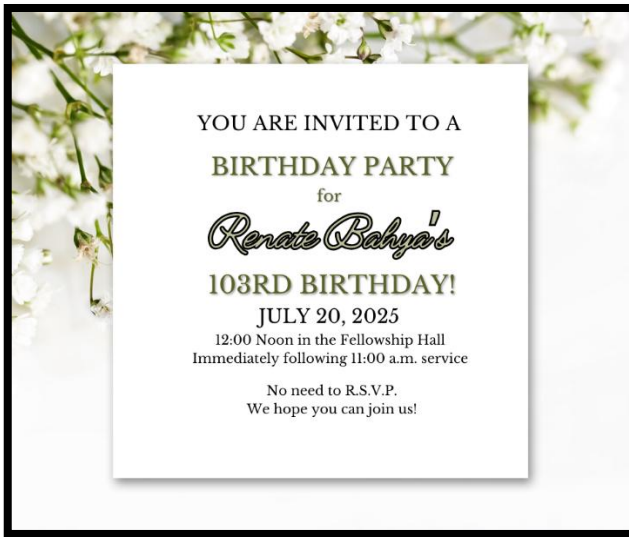 YOU ARE INVITED TO A
BIRTHDAY PARTY
for
Renate Bahya's
103RD BIRTHDAY!
JULY 20, 2025
12:00 Noon in the Fellowship Hall
Immediately following 11:00 a.m. service
No need to R.S.V.P.
We hope you can join us!